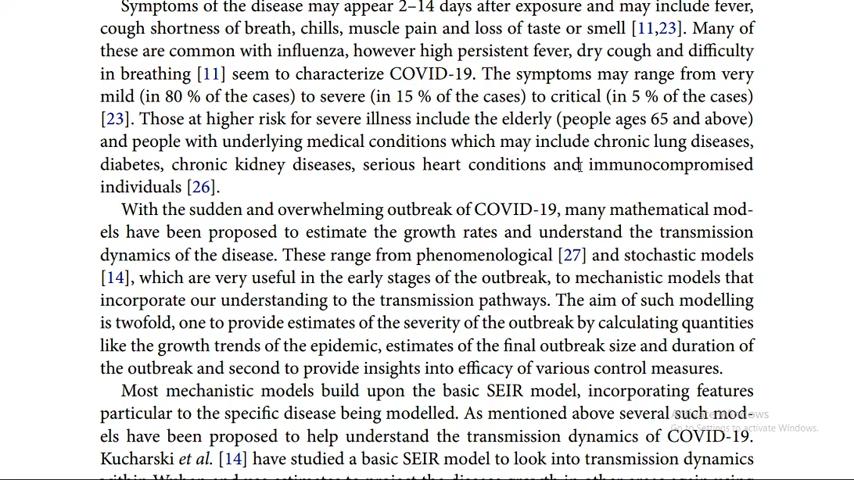 Symptoms of the disease may appear 2–14 days after exposure and may include fever,
cough shortness of breath, chills, muscle pain and loss of taste or smell [11,23]. Many of
these are common with influenza, however high persistent fever, dry cough and difficulty
in breathing [11] seem to characterize COVID-19. The symptoms may range from very
mild (in 80 % of the cases) to severe (in 15 % of the cases) to critical (in 5 % of the cases)
[23]. Those at higher risk for severe illness include the elderly (people ages 65 and above)
and people with underlying medical conditions which may include chronic lung diseases,
diabetes, chronic kidney diseases, serious heart conditions and immunocompromised
individuals [26].
With the sudden and overwhelming outbreak of COVID-19, many mathematical mod-
els have been proposed to estimate the growth rates and understand the transmission
dynamics of the disease. These range from phenomenological [27] and stochastic models
[14], which are very useful in the early stages of the outbreak, to mechanistic models that
incorporate our understanding to the transmission pathways. The aim of such modelling
is twofold, one to provide estimates of the severity of the outbreak by calculating quantities
like the growth trends of the epidemic, estimates of the final outbreak size and duration of
the outbreak and second to provide insights into efficacy of various control measures.
Most mechanistic models build upon the basic SEIR model, incorporating features
particular to the specific disease being modelled. As mentioned above several such mod-
Activate Windows
els have been proposed to help understand the transmission dynamics of COVID-19.
Go to Settings to activate Windows.
Kucharski et al. [14] have studied a basic SEIR model to look into transmission dynamics